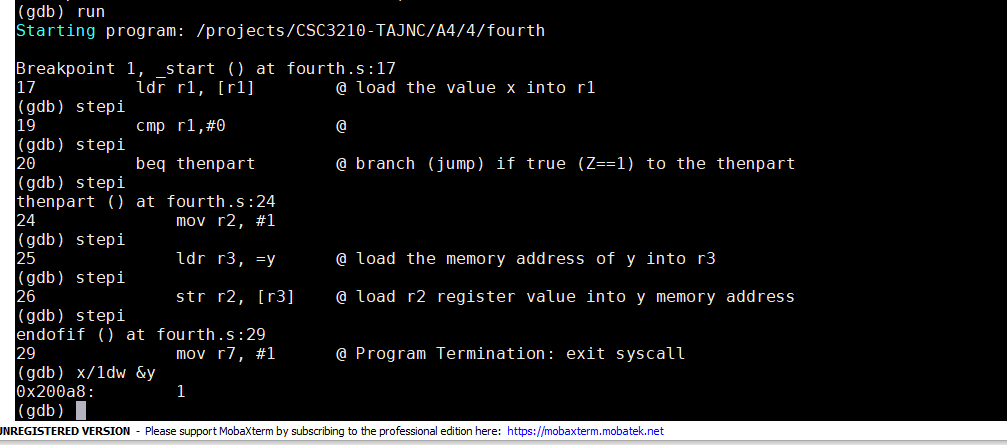 (gdb) run
Starting program: /projects/CSC3210-TAJNC/A4/4/fourth

Breakpoint 1, _start () at fourth.s:17
17          ldr r1, [r1]        @ load the value x into r1
(gdb) stepi
19          cmp r1,#0           @
(gdb) stepi
20          beq thenpart        @ branch (jump) if true (Z==1) to the thenpart
(gdb) stepi
thenpart () at fourth.s:24
24              mov r2, #1
(gdb) stepi
25              ldr r3, =y      @ load the memory address of y into r3
(gdb) stepi
26              str r2, [r3]    @ load r2 register value into y memory address
(gdb) stepi
endofif () at fourth.s:29
29              mov r7, #1      @ Program Termination: exit syscall
(gdb) x/1dw &y
0x200a8:        1
(gdb)
UNREGISTERED VERSION - Please support MobaXterm by subscribing to the professional edition here: https://mobaxterm.mobatek.net